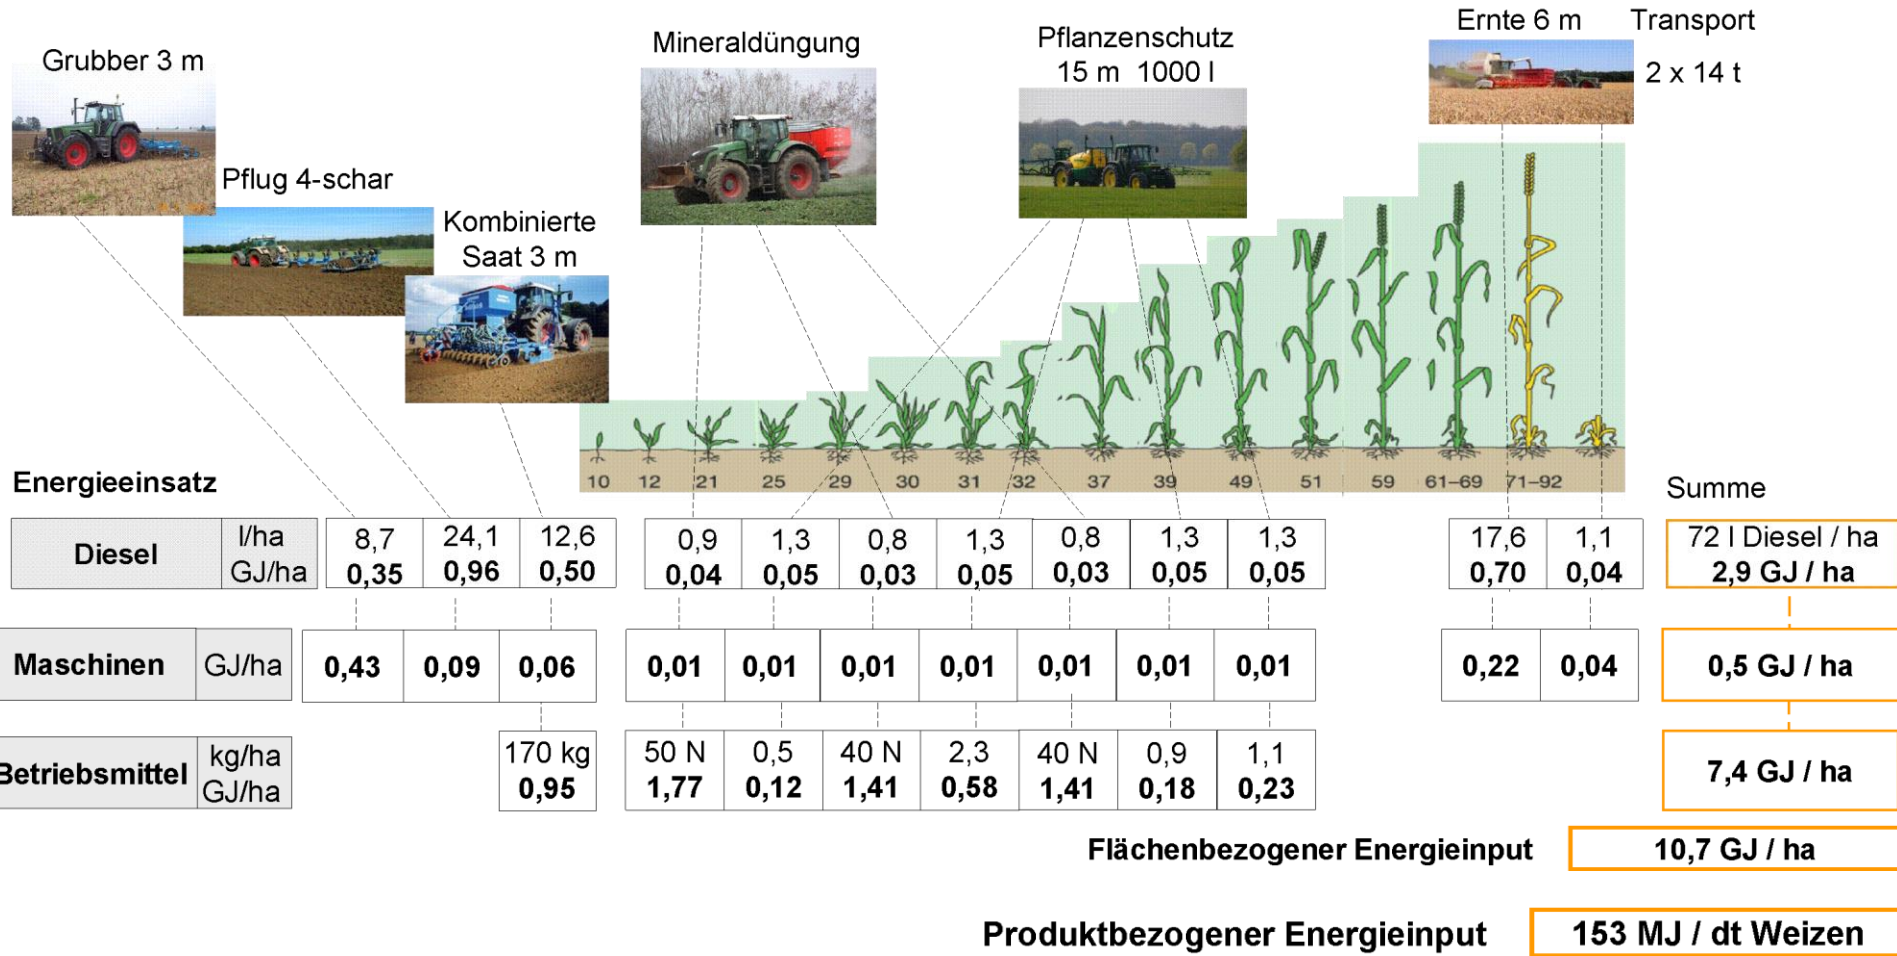 Grubber 3 m
Pflug 4-schar
Kombinierte
Saat 3 m
Mineraldüngung
Pflanzenschutz
15 m 1000 l
Ernte 6 m Transport
2 x 14 t
10 12 21 25 29 30 31 32 37 39 49 51 59 61–69 71–92
Energieeinsatz
Summe
Diesel l/ha 8,7 24,1 12,6 0,9 1,3 0,8 1,3 0,8 1,3 1,3 17,6 1,1 72 l Diesel / ha
GJ/ha 0,35 0,96 0,50 0,04 0,05 0,03 0,05 0,03 0,05 0,05 0,70 0,04 2,9 GJ / ha
Maschinen GJ/ha 0,43 0,09 0,06 0,01 0,01 0,01 0,01 0,01 0,01 0,01 0,22 0,04 0,5 GJ / ha
Betriebsmittel kg/ha 170 kg 50 N 0,5 40 N 2,3 40 N 0,9 1,1 7,4 GJ / ha
GJ/ha 0,95 1,77 0,12 1,41 0,58 1,41 0,18 0,23
Flächenbezogener Energieinput 10,7 GJ / ha
Produktbezogener Energieinput 153 MJ / dt Weizen